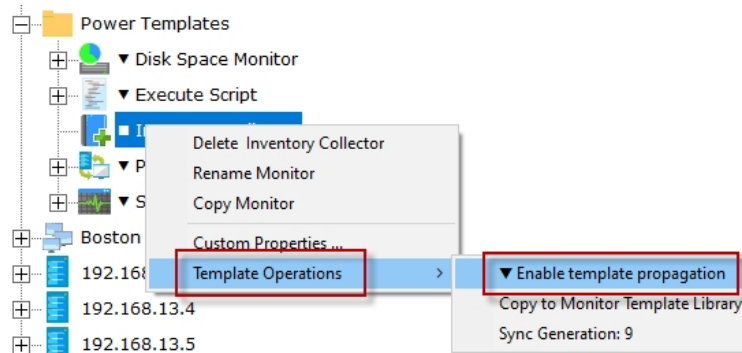 Power Templates
▼ Disk Space Monitor
▼ Execute Script
Delete Inventory Collector
Rename Monitor
Copy Monitor
Boston
Custom Properties ...
Template Operations >
▼ Enable template propagation
192.168
Copy to Monitor Template Library
192.168.13.4
Sync Generation: 9
192.168.13.5